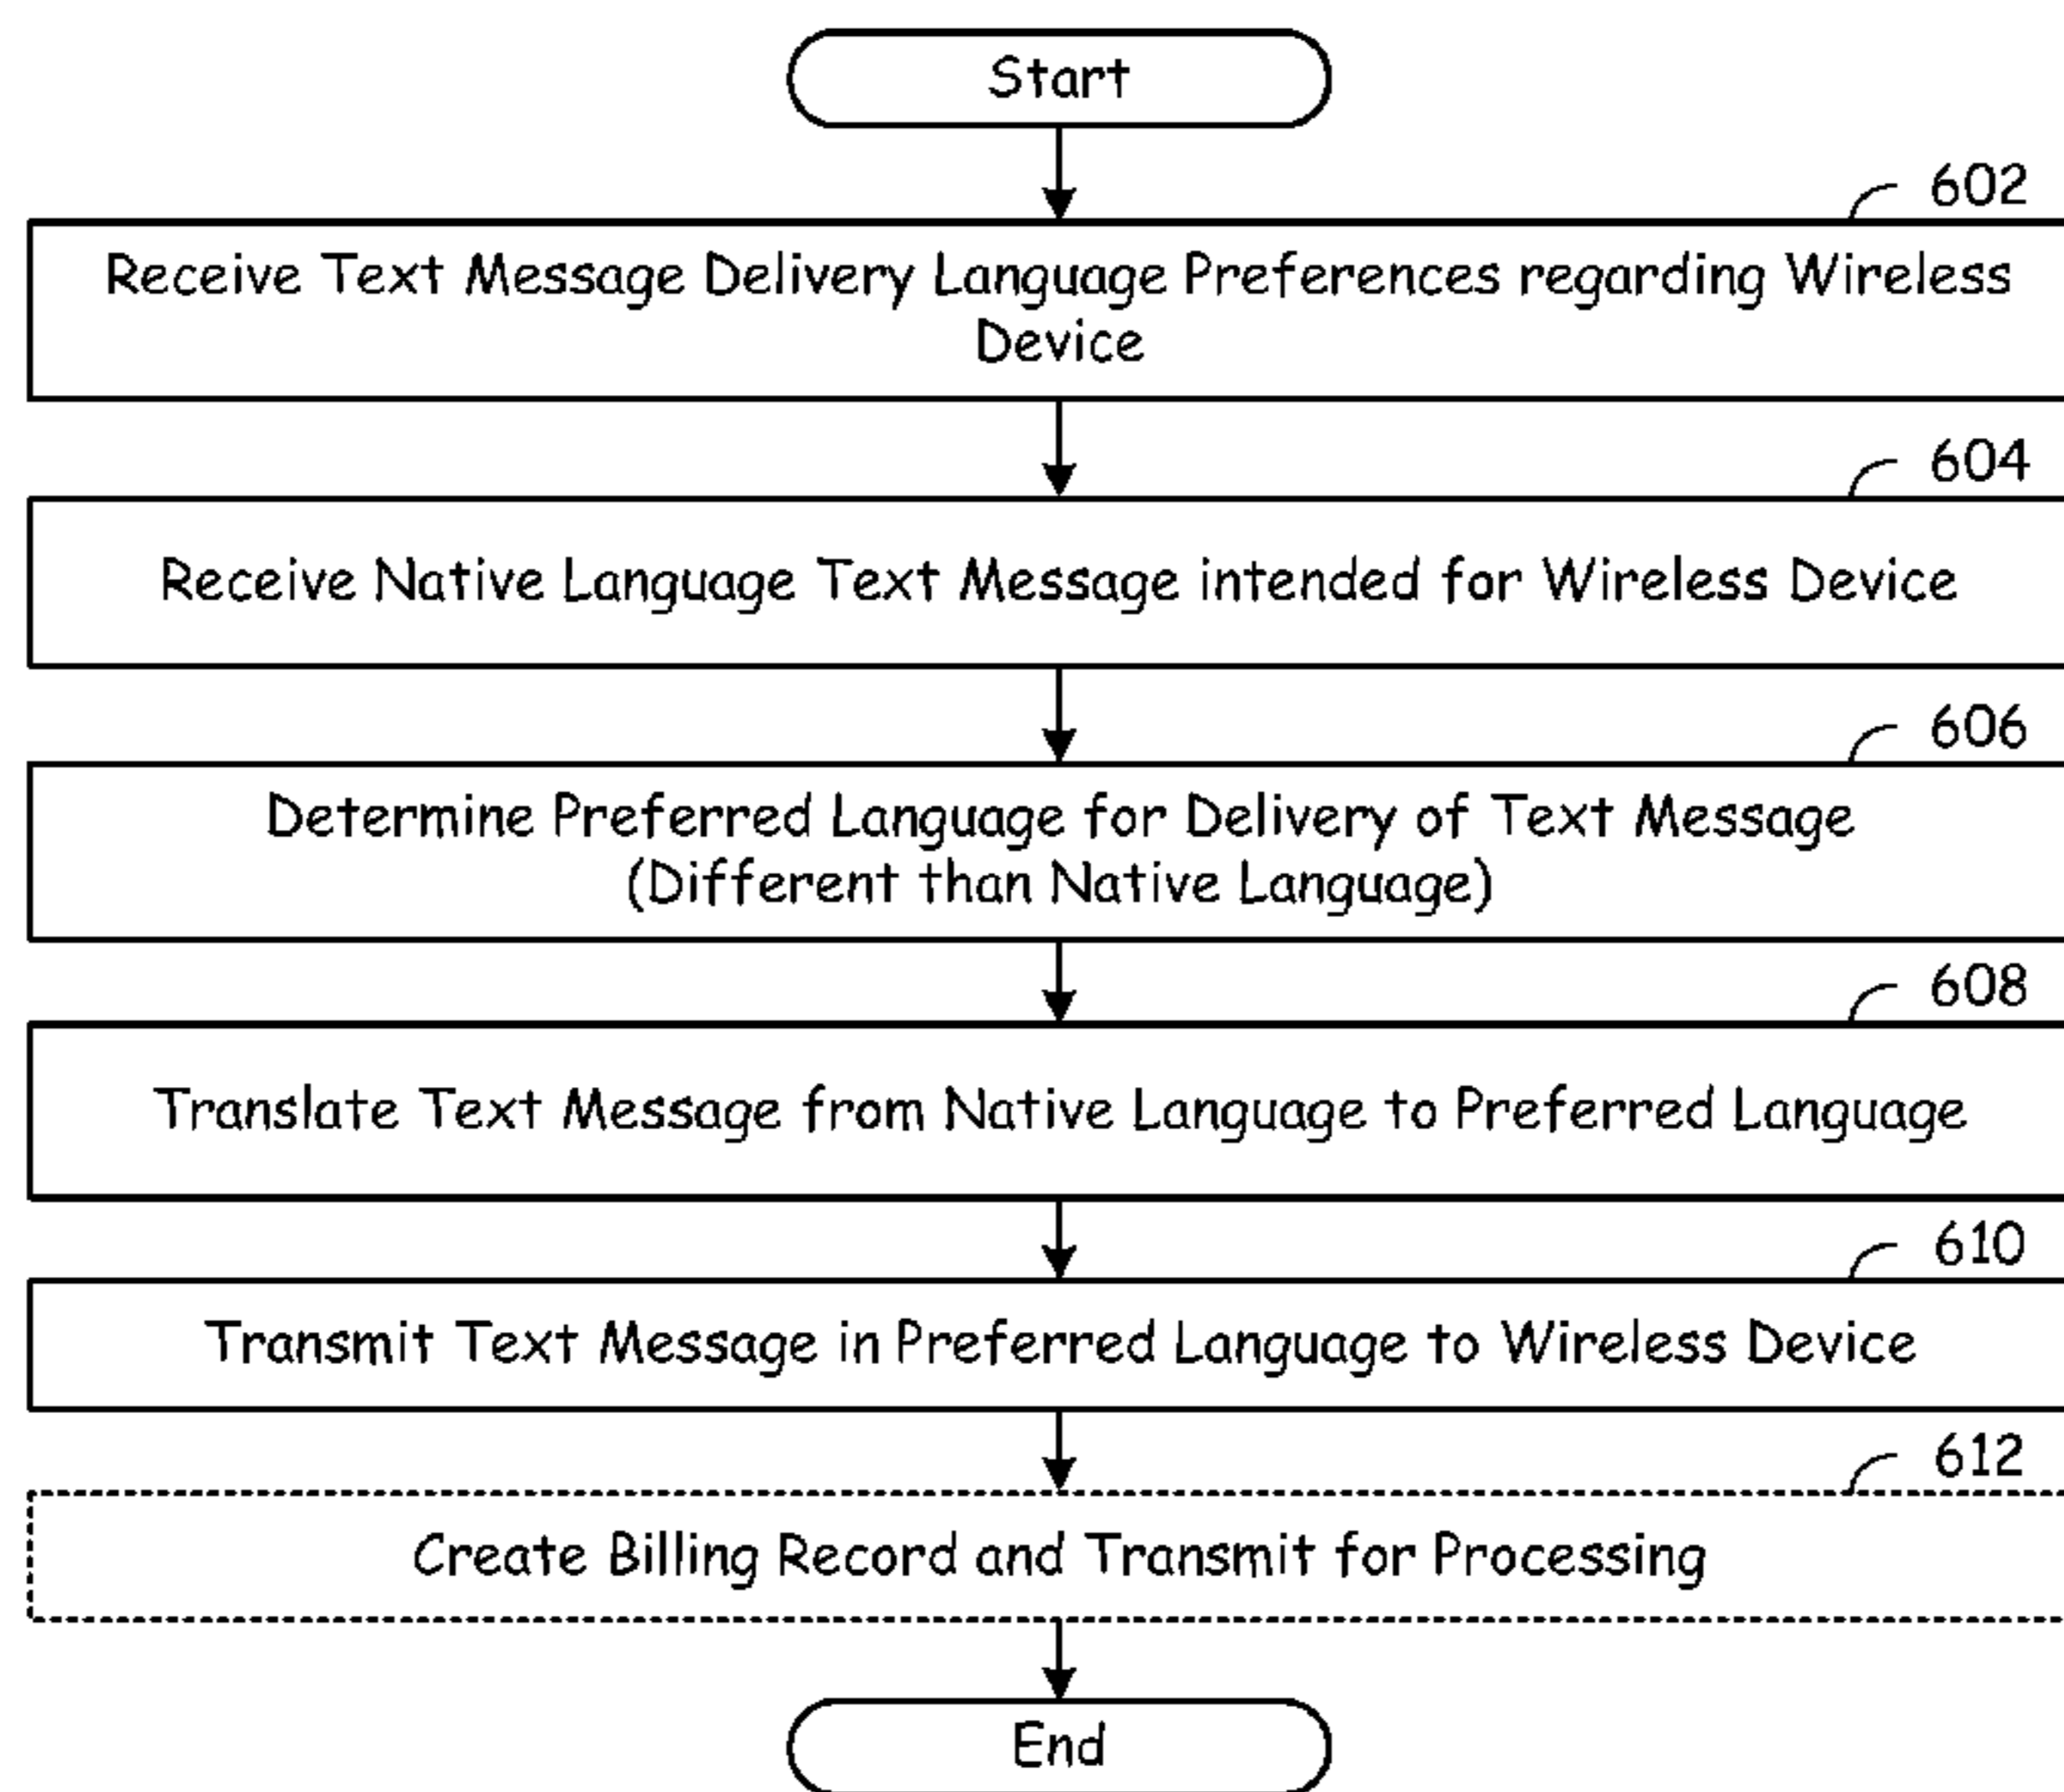 Start
602
Receive Text Message Delivery Language Preferences regarding Wireless
Device
604
Receive Native Language Text Message intended for Wireless Device
606
Determine Preferred Language for Delivery of Text Message
(Different than Native Language)
608
Translate Text Message from Native Language to Preferred Language
610
Transmit Text Message in Preferred Language to Wireless Device
612
Create Billing Record and Transmit for Processing
End